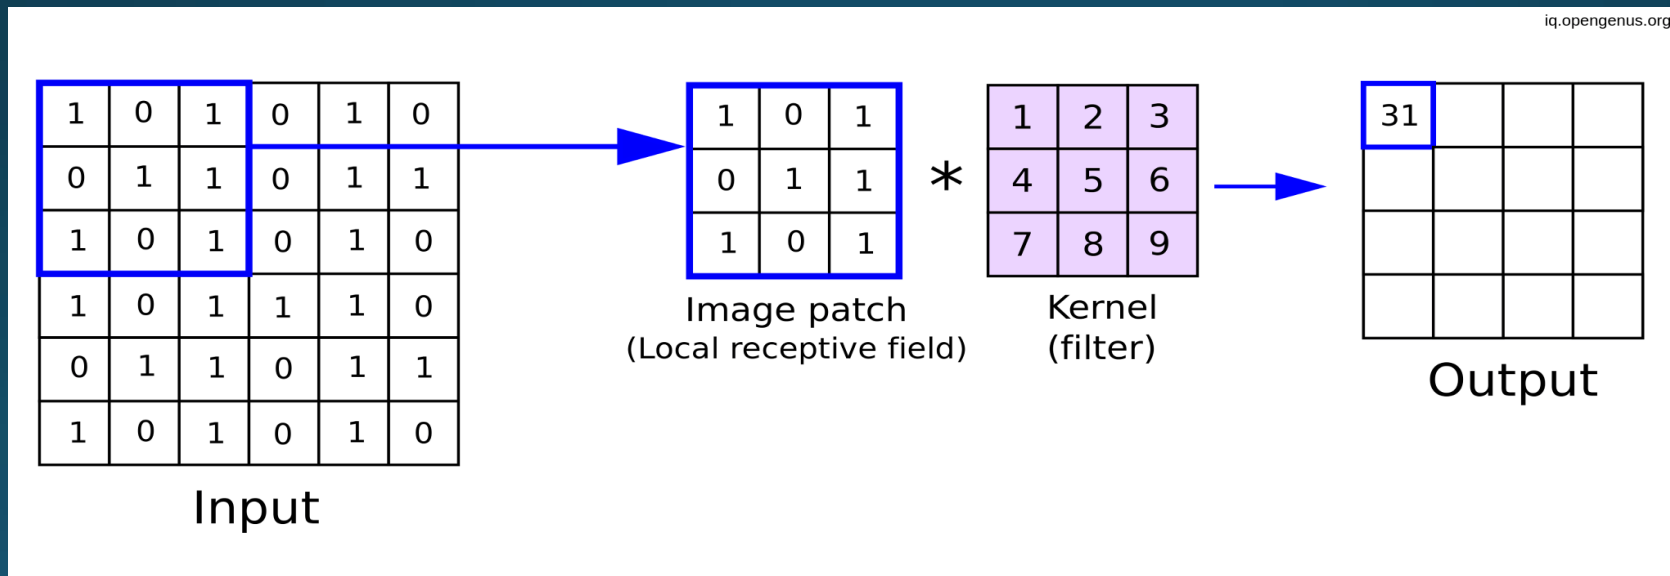 iq.opengenus.org
1 0 1 0 1 0
0 1 1 0 1 1
1 0 1 0 1 0
1 0 1 1 1 0
0 1 1 0 1 1
1 0 1 0 1 0
Input
1 0 1
0 1 1
1 0 1
Image patch
(Local receptive field)
*
1 2 3
4 5 6
7 8 9
Kernel
(filter)
31
Output